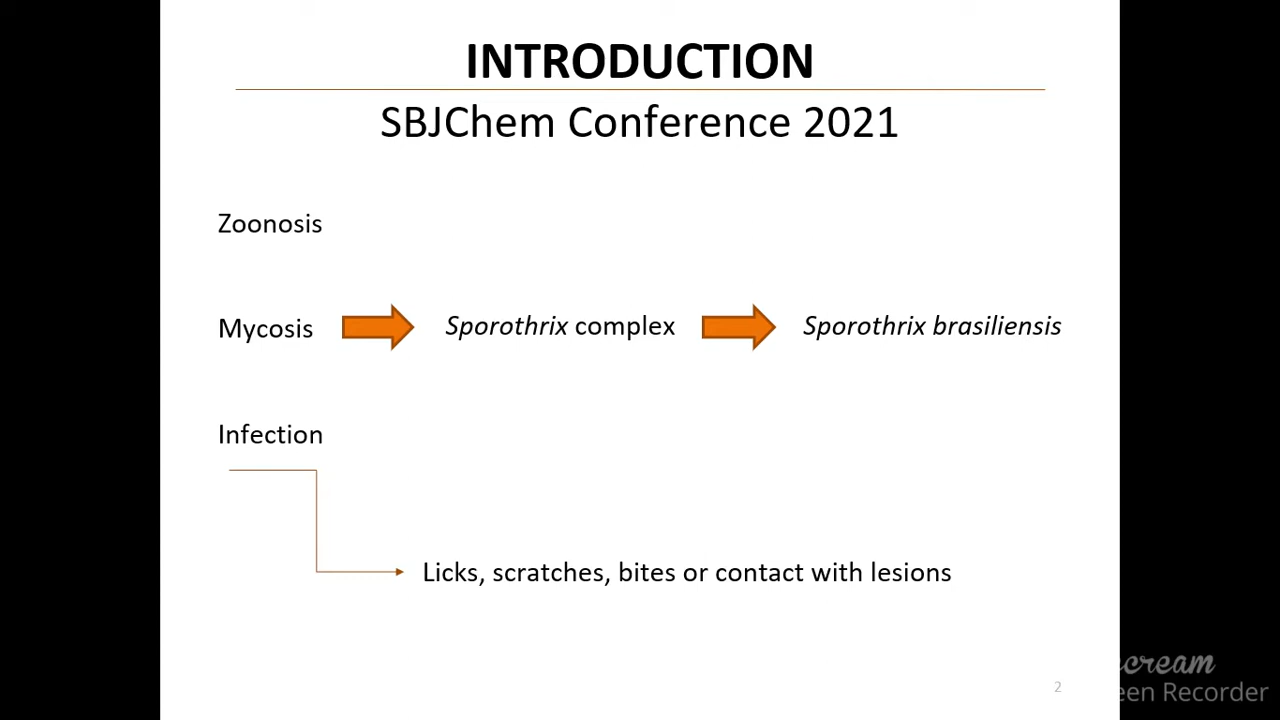 INTRODUCTION
SBJChem Conference 2021
Zoonosis
Mycosis Sporothrix complex Sporothrix brasiliensis
Infection
Licks, scratches, bites or contact with lesions
2
Recorder